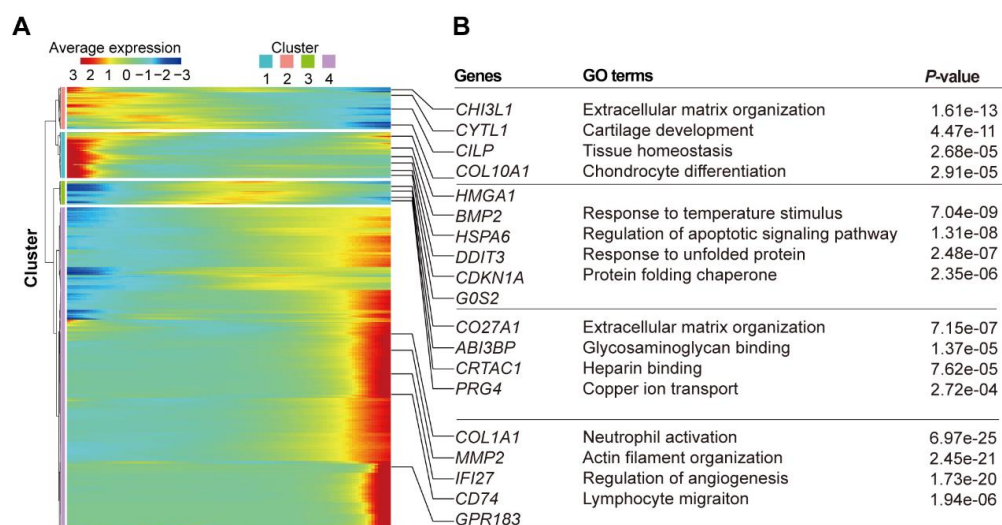 A
B
Average expression
Cluster
3 2 1 0 −1 −2 −3
1 2 3 4
Cluster
Genes GO terms P-value
CHI3L1 Extracellular matrix organization 1.61e-13
CYTL1 Cartilage development 4.47e-11
CILP Tissue homeostasis 2.68e-05
COL10A1 Chondrocyte differentiation 2.91e-05
HMGA1
BMP2 Response to temperature stimulus 7.04e-09
HSPA6 Regulation of apoptotic signaling pathway 1.31e-08
DDIT3 Response to unfolded protein 2.48e-07
CDKN1A Protein folding chaperone 2.35e-06
G0S2
CO27A1 Extracellular matrix organization 7.15e-07
ABI3BP Glycosaminoglycan binding 1.37e-05
CRTAC1 Heparin binding 7.62e-05
PRG4 Copper ion transport 2.72e-04
COL1A1 Neutrophil activation 6.97e-25
MMP2 Actin filament organization 2.45e-21
IFI27 Regulation of angiogenesis 1.73e-20
CD74 Lymphocyte migraiton 1.94e-06
GPR183